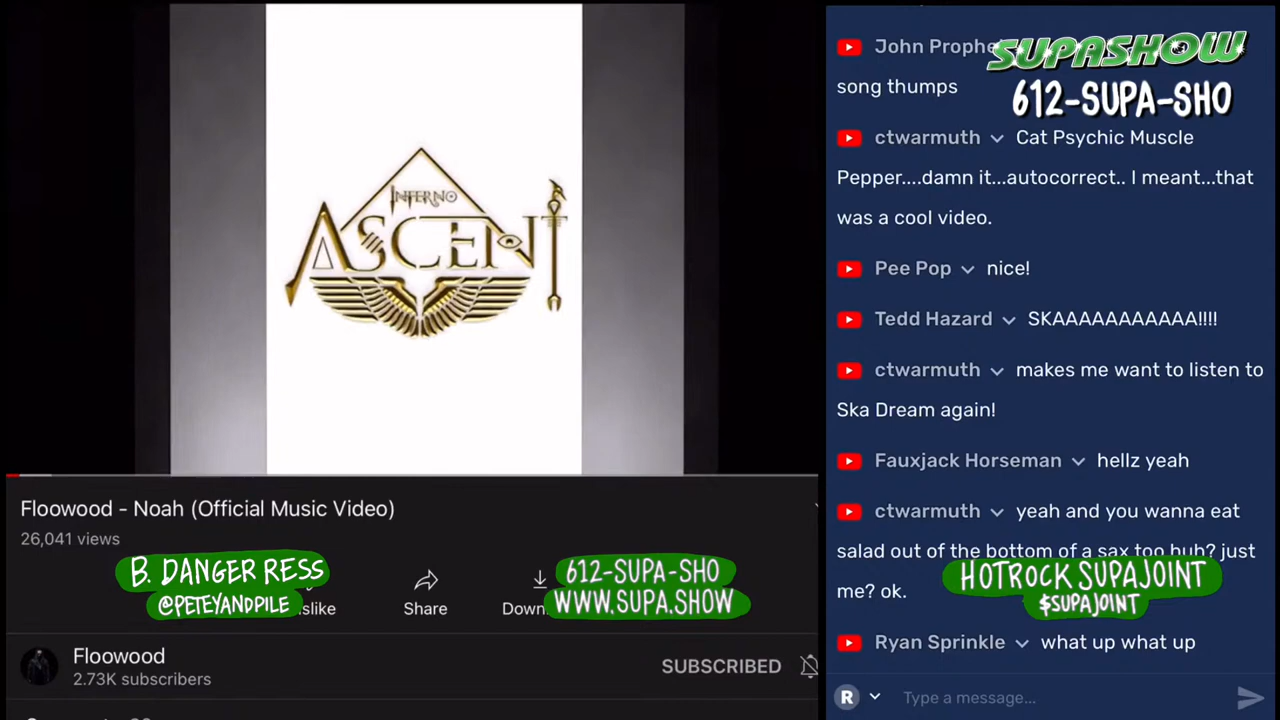 INFERNO
ASCENT
Floowood - Noah (Official Music Video)
26,041 views
B. DANGER RESS
@PETEYANDPILE
Share
612-SUPA-SHO
WWW.SUPA.SHOW
Floowood
2.73K subscribers
SUBSCRIBED
John Prophe
SUPASHOW
612-SUPA-SHO
song thumps
ctwarmuth Cat Psychic Muscle
Pepper....damn it...autocorrect.. I meant...that
was a cool video.
Pee Pop nice!
Tedd Hazard SKAAAAAAAAAAA!!!!
ctwarmuth makes me want to listen to
Ska Dream again!
Fauxjack Horseman hellz yeah
ctwarmuth yeah and you wanna eat
salad out of the bottom of a sax too huh? just
me? ok.
HOTROCK SUPAJOINT
$SUPAJOINT
Ryan Sprinkle what up what up
R
Type a message...